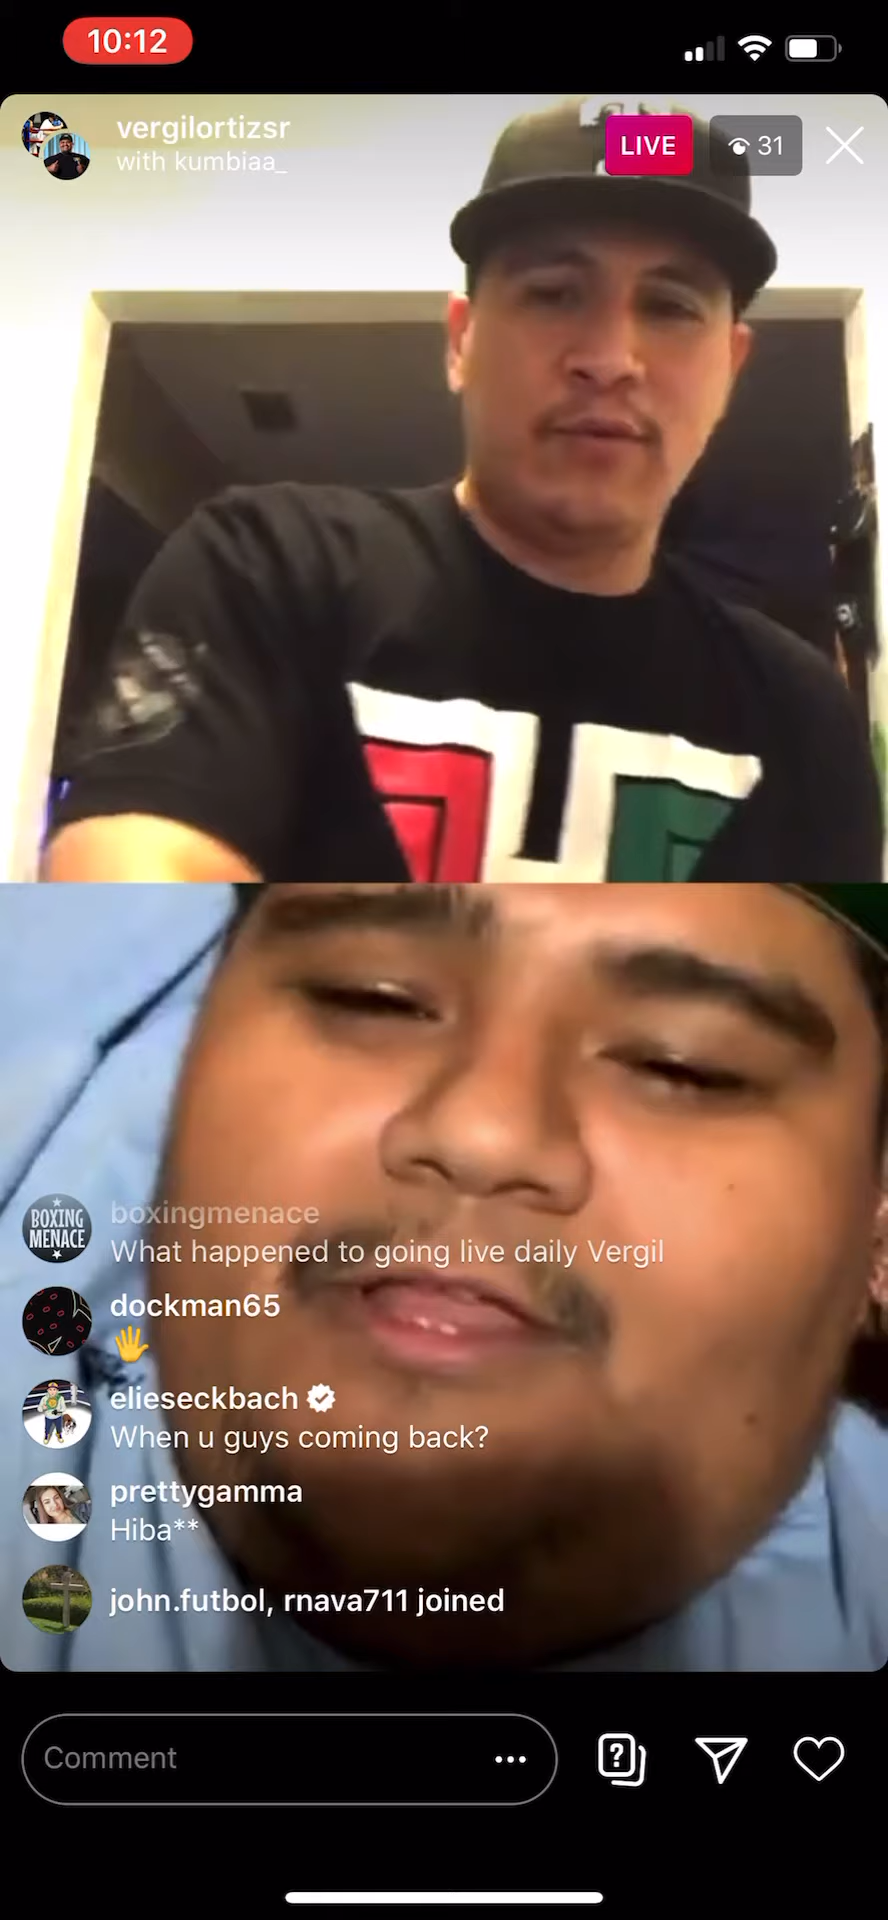 10:12
vergilortizsr
with kumbiaa_
LIVE
31
H
BOXING
MENACE
boxingmenace
What happened to going live daily Vergil
dockman65
🖐
elieseckbach
When u guys coming back?
prettygamma
Hiba**
john.futbol, rnava711 joined
Comment